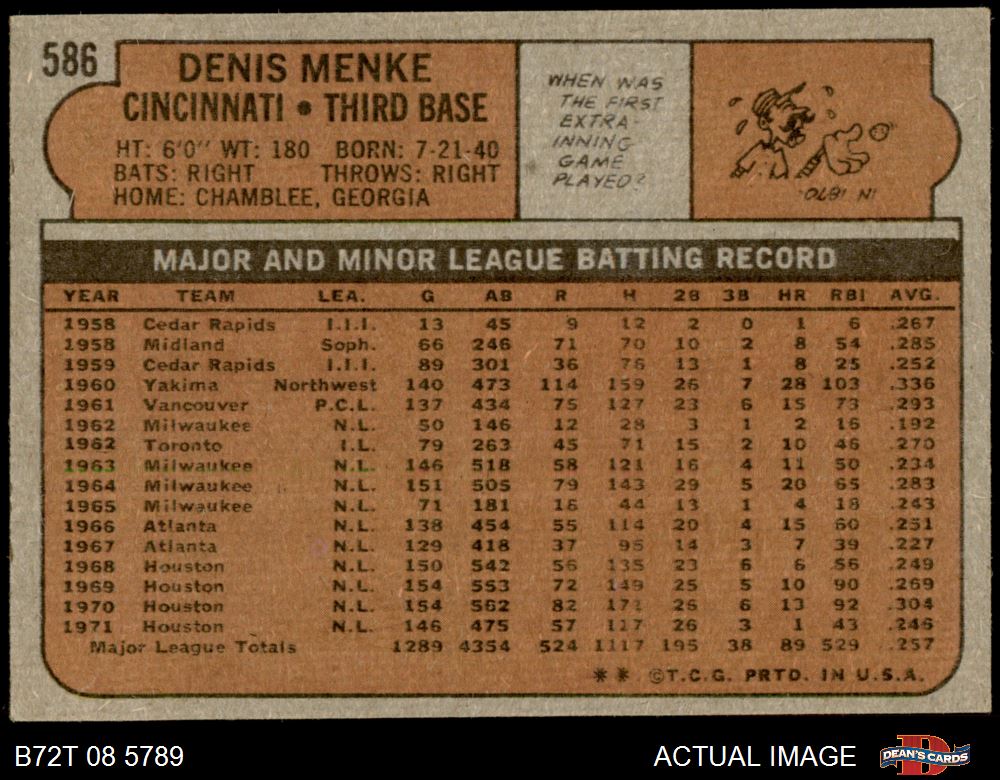 586
DENIS MENKE
CINCINNATI • THIRD BASE
HT: 6'0" WT: 180 BORN: 7-21-40
BATS: RIGHT THROWS: RIGHT
HOME: CHAMBLEE, GEORGIA
WHEN WAS
THE FIRST
EXTRA-
INNING
GAME
PLAYED?
IN 1870.
MAJOR AND MINOR LEAGUE BATTING RECORD
YEAR TEAM LEA. G AB R H 2B 3B HR RBI AVG.
1958 Cedar Rapids I.I.I. 13 45 9 12 2 0 1 6 .267
1958 Midland Soph. 66 246 71 70 10 2 8 54 .285
1959 Cedar Rapids I.I.I. 89 301 36 76 13 1 8 25 .252
1960 Yakima Northwest 140 473 114 159 26 7 28 103 .336
1961 Vancouver P.C.L. 137 434 75 127 23 6 15 73 .293
1962 Milwaukee N.L. 50 146 12 28 3 1 2 16 .192
1962 Toronto I.L. 79 263 45 71 15 2 10 46 .270
1963 Milwaukee N.L. 146 518 58 121 16 4 11 50 .234
1964 Milwaukee N.L. 151 505 79 143 29 5 20 65 .283
1965 Milwaukee N.L. 71 181 16 44 13 1 4 18 .243
1966 Atlanta N.L. 138 454 55 114 20 4 15 60 .251
1967 Atlanta N.L. 129 418 37 95 14 3 7 39 .227
1968 Houston N.L. 150 542 56 135 23 6 6 56 .249
1969 Houston N.L. 154 553 72 149 25 5 10 90 .269
1970 Houston N.L. 154 562 82 171 26 6 13 92 .304
1971 Houston N.L. 146 475 57 117 26 3 1 43 .246
Major League Totals 1289 4354 524 1117 195 38 89 529 .257
** ©T.C.G. PRTD. IN U.S.A.
B72T 08 5789
ACTUAL IMAGE
D
DEAN'S CARDS